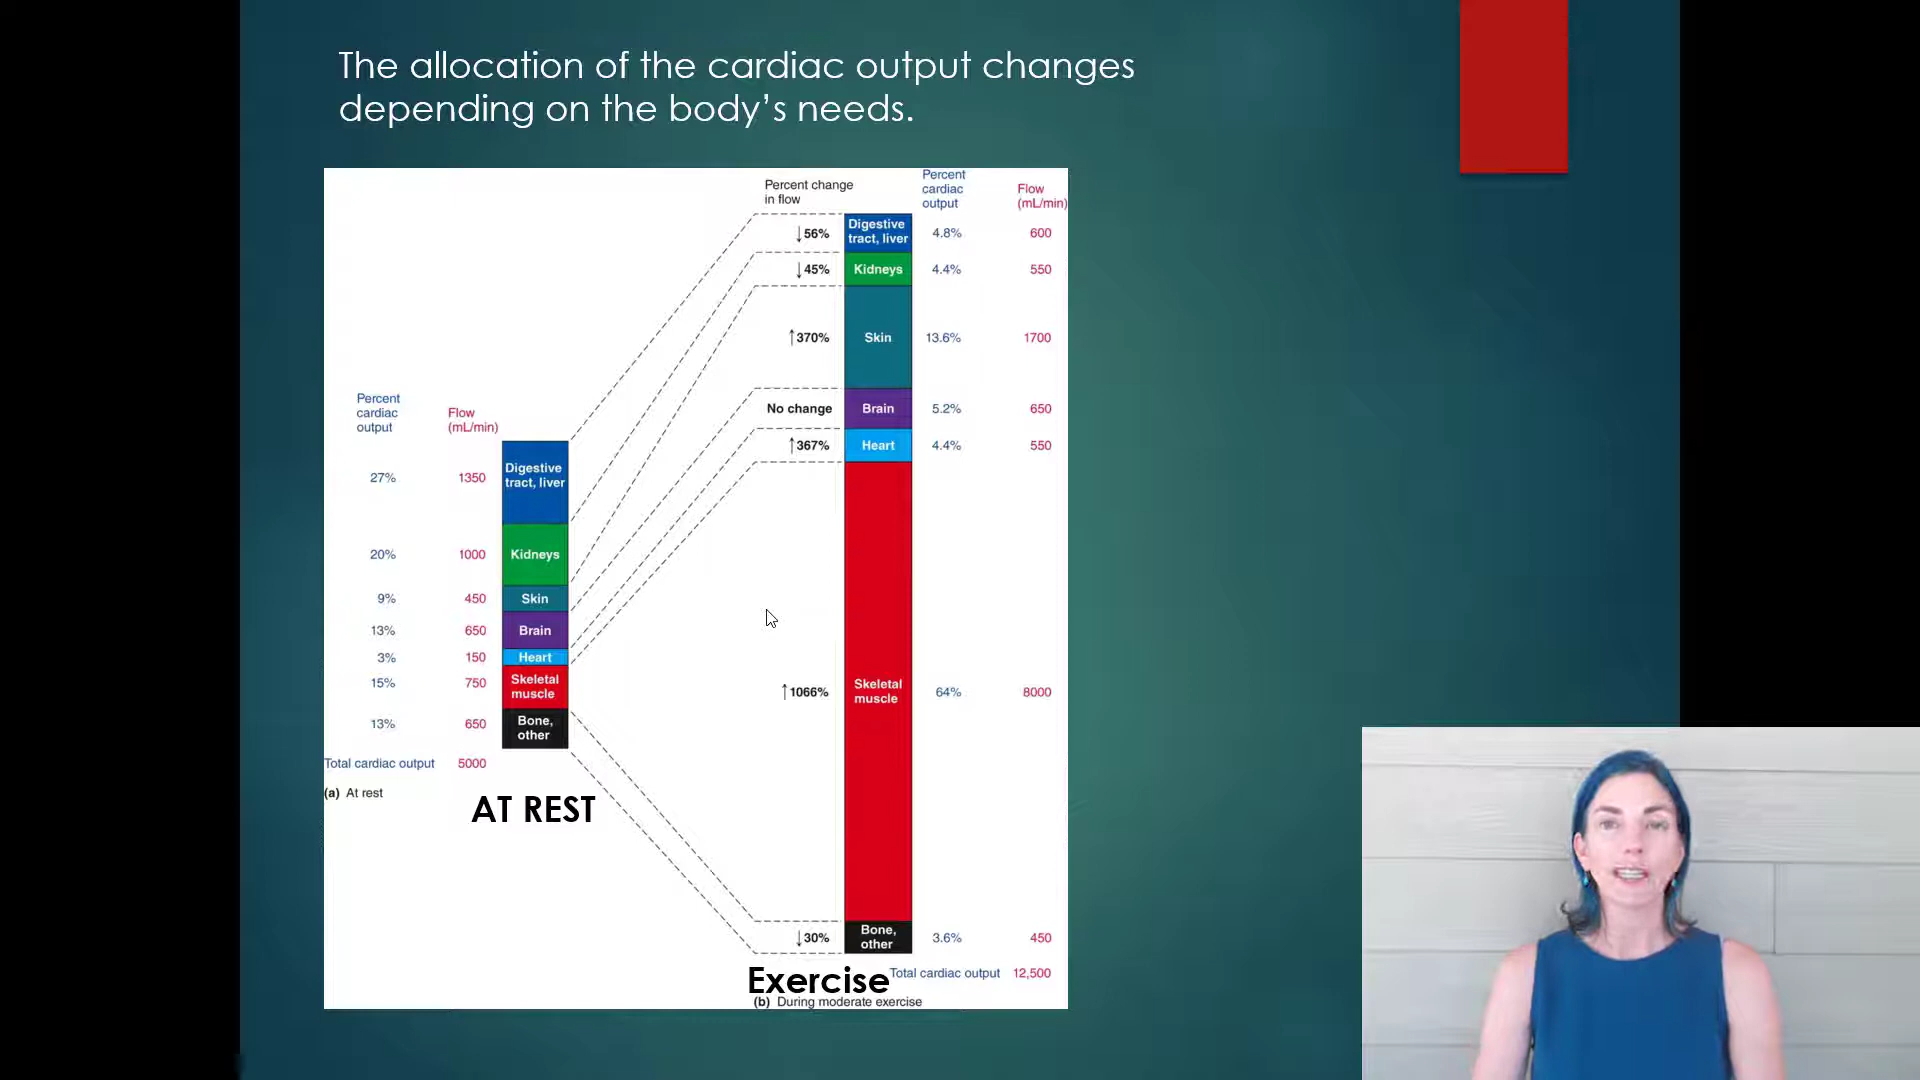 The allocation of the cardiac output changes
depending on the body’s needs.
Percent
cardiac
output
Flow
(mL/min)
27% 1350 Digestive
tract, liver
20% 1000 Kidneys
9% 450 Skin
13% 650 Brain
3% 150 Heart
15% 750 Skeletal
muscle
13% 650 Bone,
other
Total cardiac output 5000
(a) At rest
AT REST
Percent change
in flow
Percent
cardiac
output
Flow
(mL/min)
↓56% Digestive
tract, liver 4.8% 600
↓45% Kidneys 4.4% 550
↑370% Skin 13.6% 1700
No change Brain 5.2% 650
↑367% Heart 4.4% 550
↑1066% Skeletal
muscle 64% 8000
↓30% Bone,
other 3.6% 450
Exercise
Total cardiac output 12,500
(b) During moderate exercise